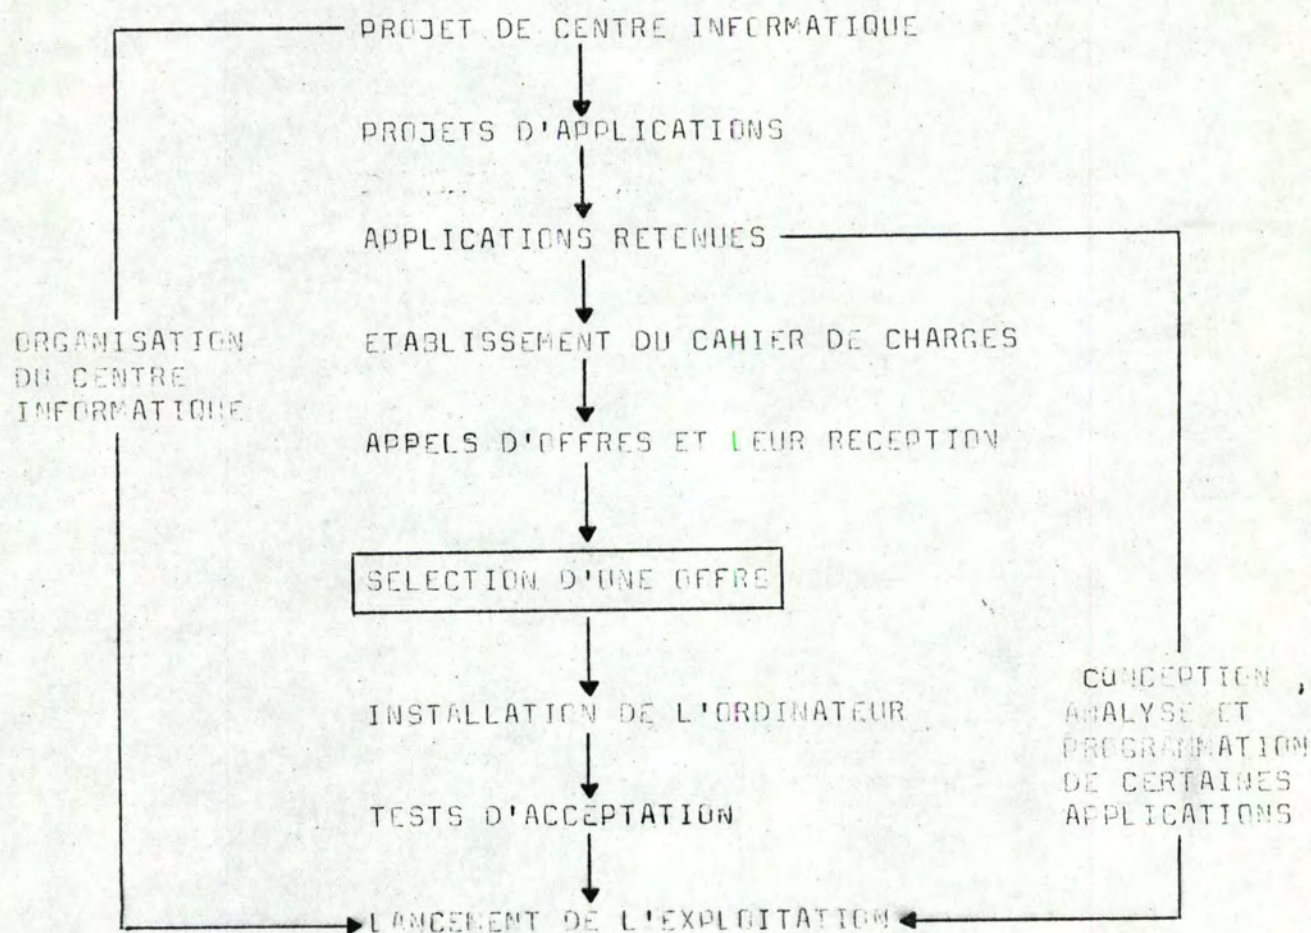 PROJET DE CENTRE INFORMATIQUE
PROJETS D'APPLICATIONS
APPLICATIONS RETENUES
ORGANISATION
DU CENTRE
INFORMATIQUE
ETABLISSEMENT DU CAHIER DE CHARGES
APPELS D'OFFRES ET LEUR RECEPTION
SELECTION D'UNE OFFRE
INSTALLATION DE L'ORDINATEUR
CONCEPTION ,
ANALYSE ET
PROGRAMMATION
DE CERTAINES
APPLICATIONS
TESTS D'ACCEPTATION
LANCEMENT DE L'EXPLOITATION